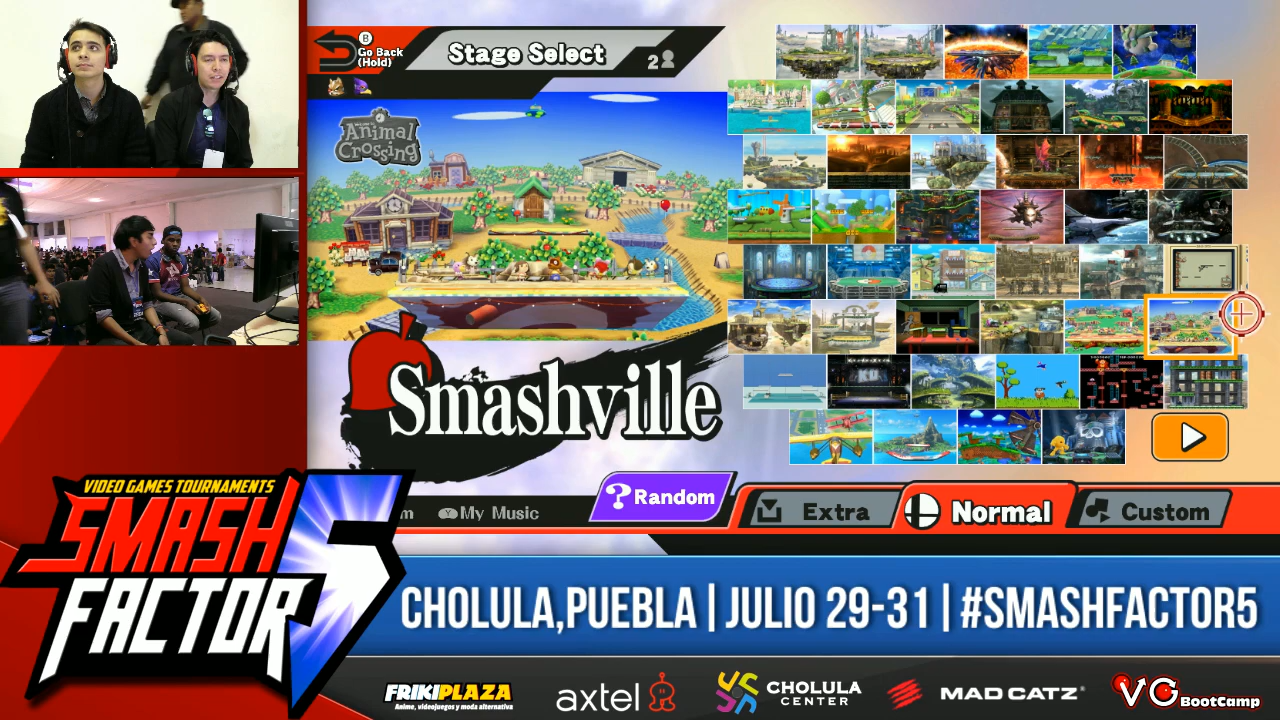 B
Go Back
(Hold)
Stage Select
2
Animal
Crossing
Smashville
? Random
Y My Music
Extra
Normal
Custom
VIDEO GAMES TOURNAMENTS
SMASH
FACTOR 5
CHOLULA,PUEBLA | JULIO 29-31 | #SMASHFACTOR5
FRIKIPLAZA
Anime, videojuegos y moda alternativa
axtel
CHOLULA
CENTER
MAD CATZ
VG BootCamp